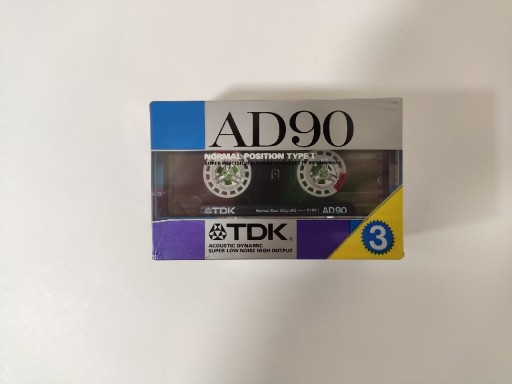 AD90
NORMAL POSITION TYPE I
TDK
AD90
TDK
ACOUSTIC DYNAMIC
SUPER LOW NOISE HIGH OUTPUT
3